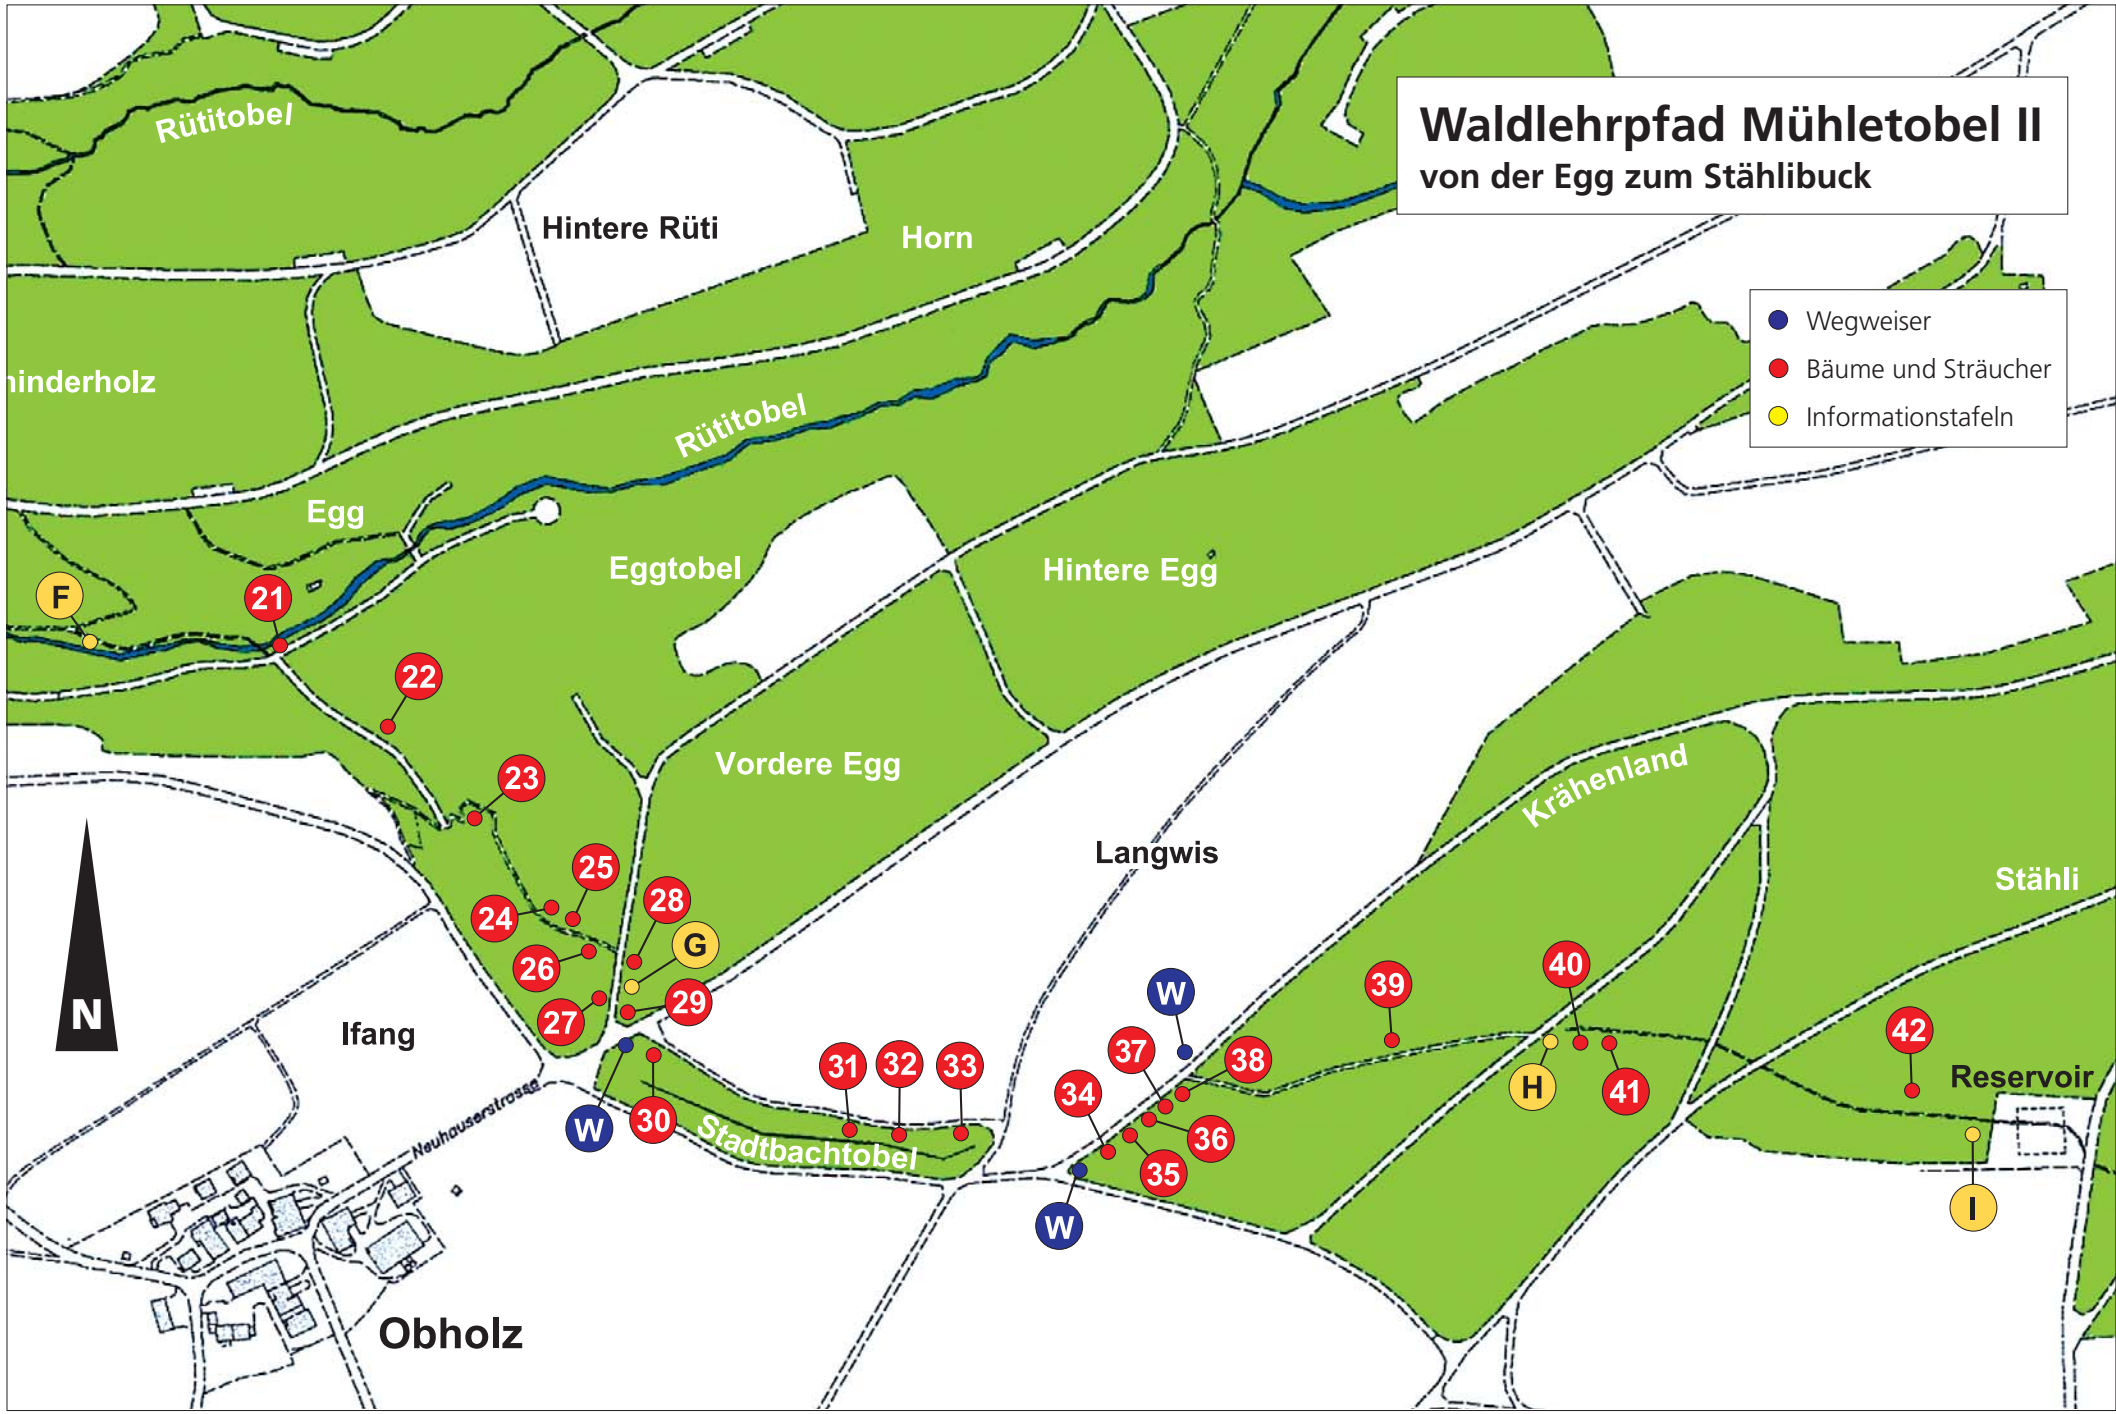 Waldlehrpfad Mühletobel II
von der Egg zum Stählibuck
Wegweiser
Bäume und Sträucher
Informationstafeln
Rütitobel
Hintere Rüti
Horn
hinderholz
Rütitobel
Egg
Eggtobel
Hintere Egg
F
21
22
23
Vordere Egg
Krähenland
Langwis
Stähli
25
24
28
G
26
27
29
W
39
40
42
N
Ifang
31
32
33
37
38
34
H
41
Reservoir
W
30
Stadtbachtobel
36
35
Neuhauserstrasse
W
I
Obholz